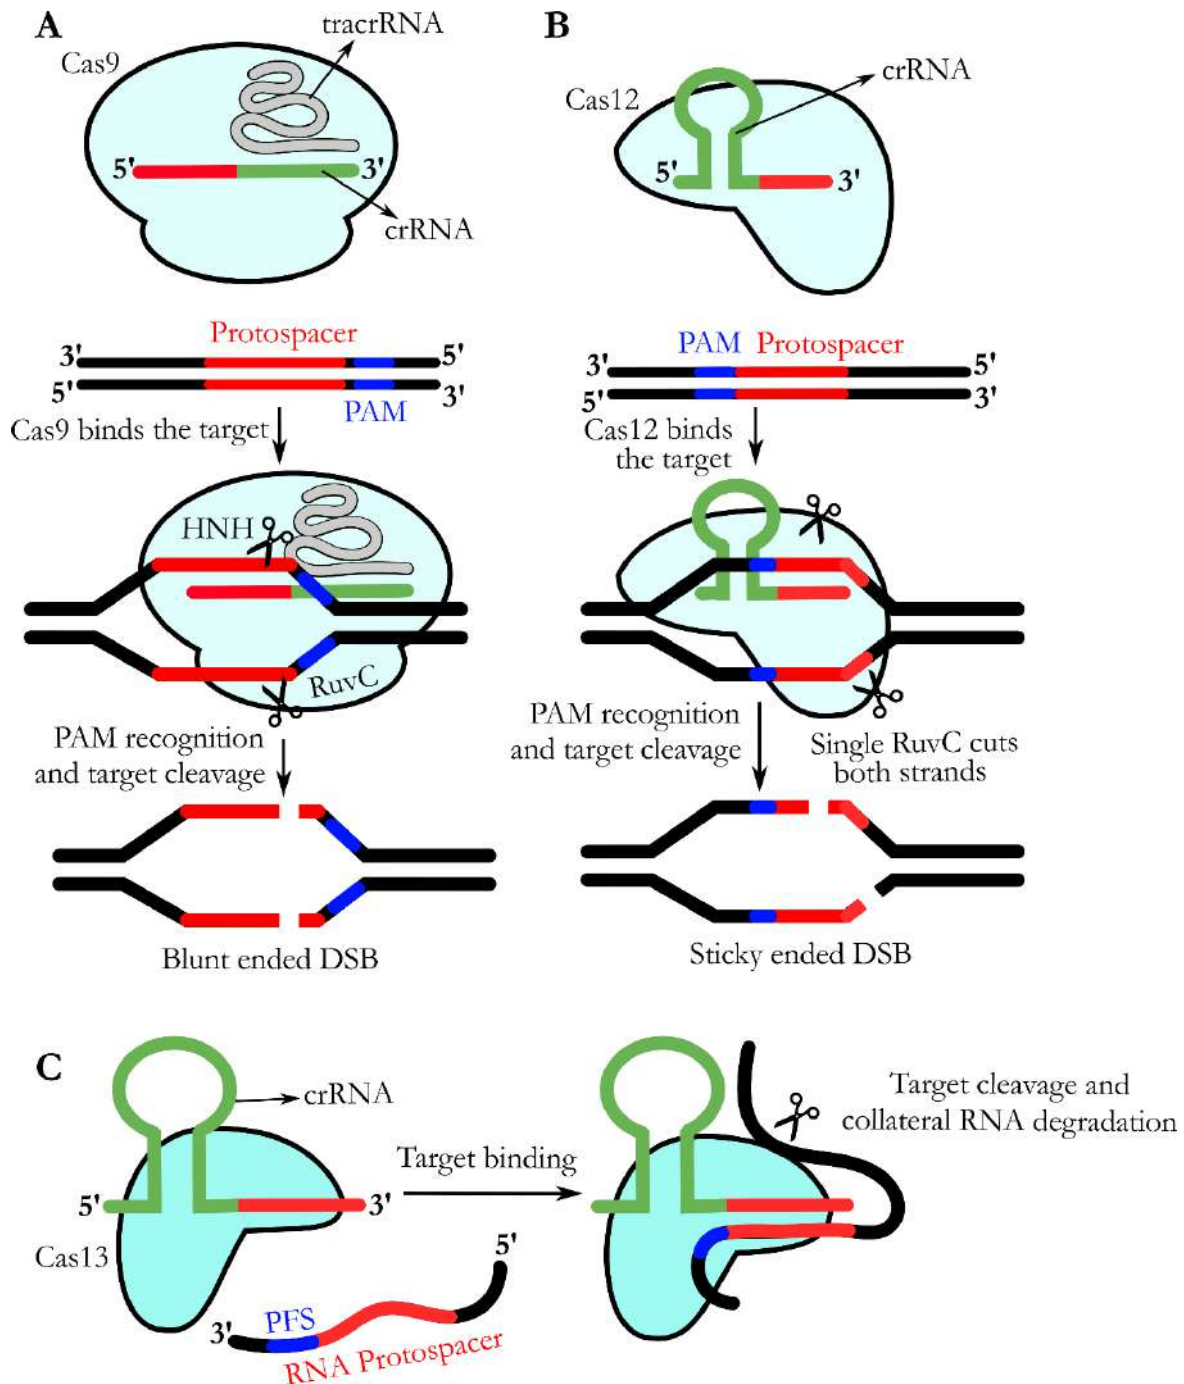 A
tracrRNA
Cas9
5'
3'
crRNA
Protospacer
3'
5'
5'
3'
PAM
Cas9 binds the target
HNH
RuvC
PAM recognition
and target cleavage
Blunt ended DSB
B
crRNA
Cas12
5'
3'
PAM Protospacer
3'
5'
5'
3'
Cas12 binds
the target
PAM recognition
and target cleavage
Single RuvC cuts
both strands
Sticky ended DSB
C
crRNA
5'
3'
Cas13
Target binding
5'
3'
PFS
RNA Protospacer
Target cleavage and
collateral RNA degradation